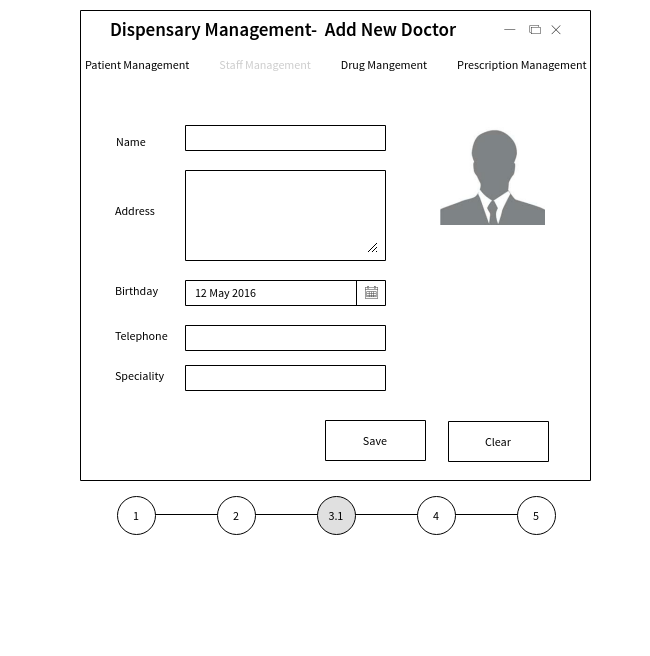 Dispensary Management-  Add New Doctor
Patient Management Staff Management Drug Mangement Prescription Management
Name
Address
Birthday 12 May 2016
Telephone
Speciality
Save Clear
1 2 3.1 4 5